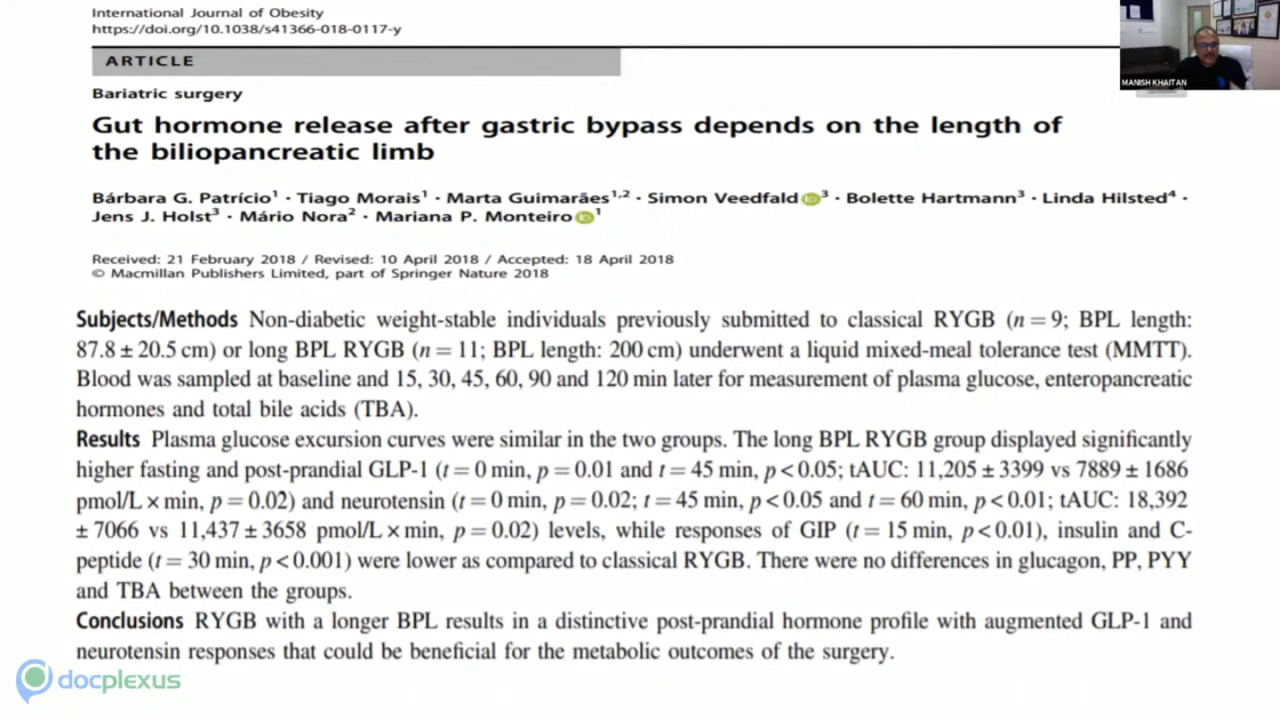 International Journal of Obesity
https://doi.org/10.1038/s41366-018-0117-y
ARTICLE
Bariatric surgery
Gut hormone release after gastric bypass depends on the length of
the biliopancreatic limb
Bárbara G. Patrício1 · Tiago Morais1 · Marta Guimarães1,2 · Simon Veedfald iD 3 · Bolette Hartmann3 · Linda Hilsted4 ·
Jens J. Holst3 · Mário Nora2 · Mariana P. Monteiro iD 1
Received: 21 February 2018 / Revised: 10 April 2018 / Accepted: 18 April 2018
© Macmillan Publishers Limited, part of Springer Nature 2018
Subjects/Methods Non-diabetic weight-stable individuals previously submitted to classical RYGB (n = 9; BPL length:
87.8 ± 20.5 cm) or long BPL RYGB (n = 11; BPL length: 200 cm) underwent a liquid mixed-meal tolerance test (MMTT).
Blood was sampled at baseline and 15, 30, 45, 60, 90 and 120 min later for measurement of plasma glucose, enteropancreatic
hormones and total bile acids (TBA).
Results Plasma glucose excursion curves were similar in the two groups. The long BPL RYGB group displayed significantly
higher fasting and post-prandial GLP-1 (t = 0 min, p = 0.01 and t = 45 min, p < 0.05; tAUC: 11,205 ± 3399 vs 7889 ± 1686
pmol/L × min, p = 0.02) and neurotensin (t = 0 min, p = 0.02; t = 45 min, p < 0.05 and t = 60 min, p < 0.01; tAUC: 18,392
± 7066 vs 11,437 ± 3658 pmol/L × min, p = 0.02) levels, while responses of GIP (t = 15 min, p < 0.01), insulin and C-
peptide (t = 30 min, p < 0.001) were lower as compared to classical RYGB. There were no differences in glucagon, PP, PYY
and TBA between the groups.
Conclusions RYGB with a longer BPL results in a distinctive post-prandial hormone profile with augmented GLP-1 and
neurotensin responses that could be beneficial for the metabolic outcomes of the surgery.
MANISH KHAITAN
docplexus